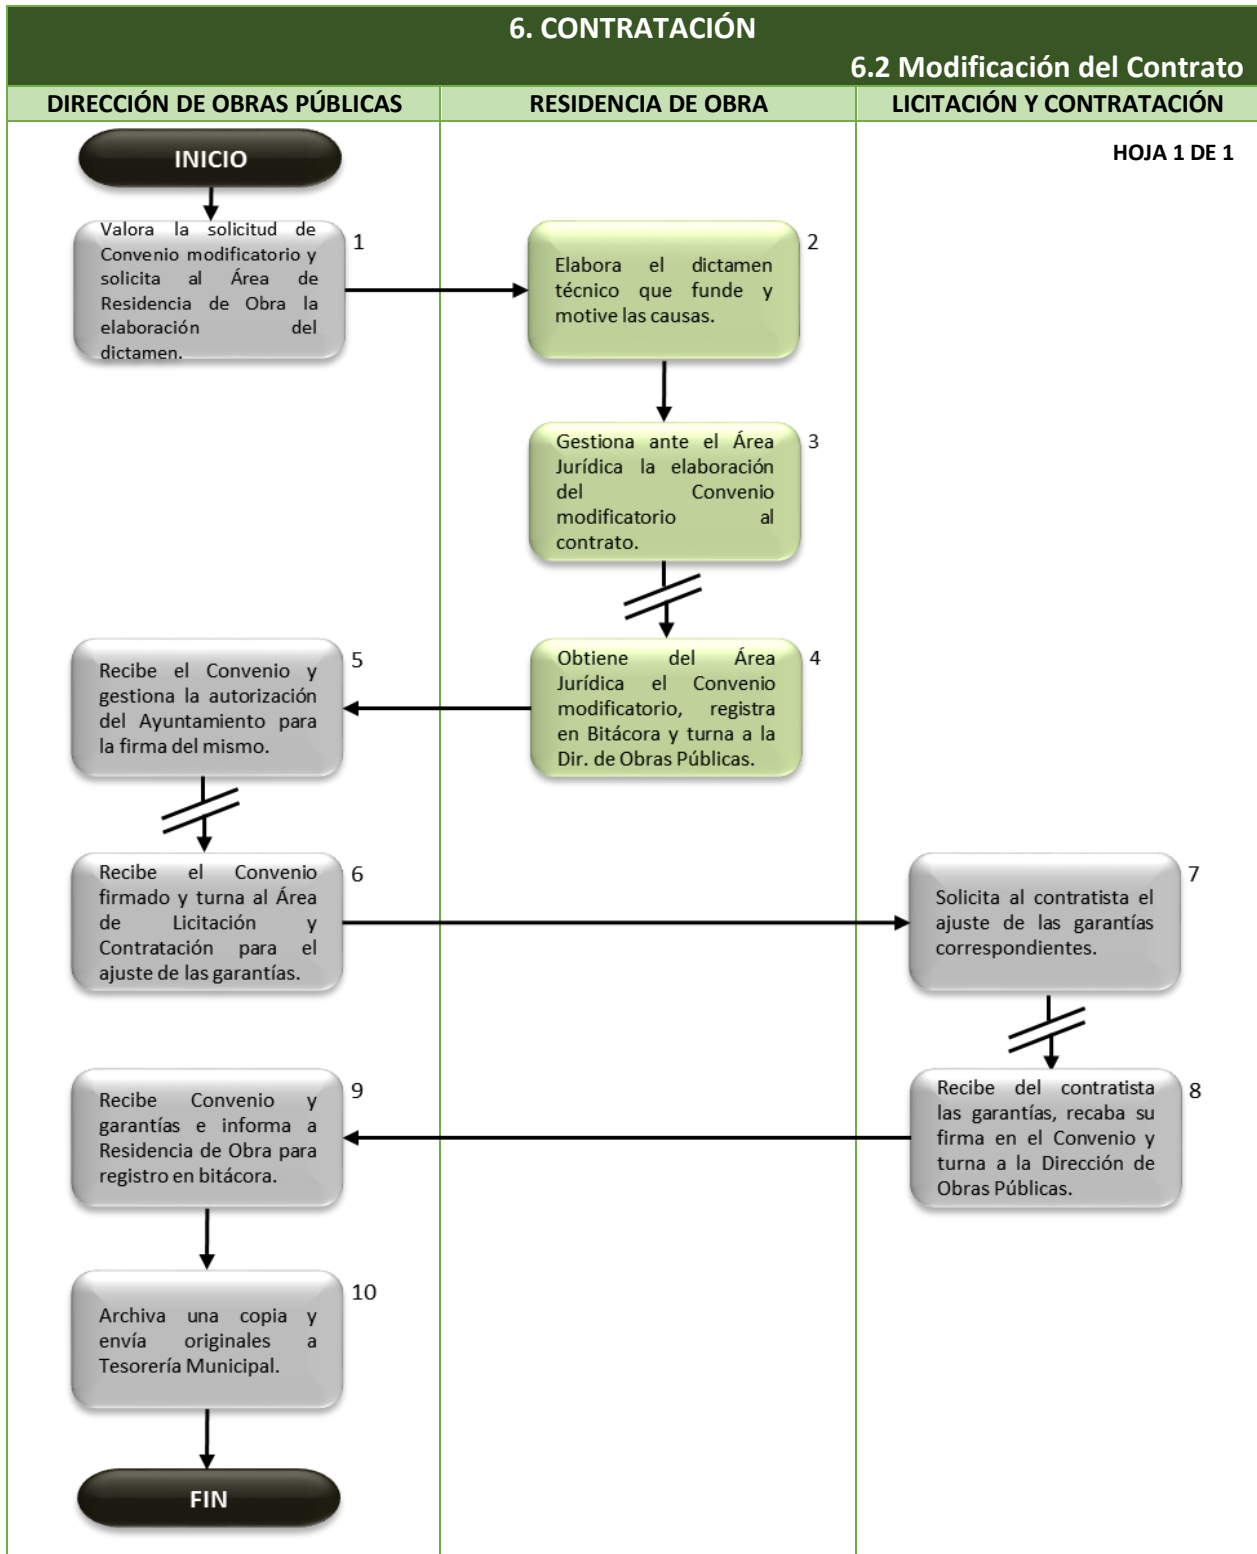 6. CONTRATACIÓN
6.2 Modificación del Contrato
DIRECCIÓN DE OBRAS PÚBLICAS
RESIDENCIA DE OBRA
LICITACIÓN Y CONTRATACIÓN
HOJA 1 DE 1
INICIO
Valora la solicitud de
Convenio modificatorio y
solicita al Área de
Residencia de Obra la
elaboración del
dictamen.
1
Elabora el dictamen
técnico que funde y
motive las causas.
2
Gestiona ante el Área
Jurídica la elaboración
del Convenio
modificatorio al
contrato.
3
Obtiene del Área
Jurídica el Convenio
modificatorio, registra
en Bitácora y turna a la
Dir. de Obras Públicas.
4
Recibe el Convenio y
gestiona la autorización
del Ayuntamiento para
la firma del mismo.
5
Recibe el Convenio
firmado y turna al Área
de Licitación y
Contratación para el
ajuste de las garantías.
6
Solicita al contratista el
ajuste de las garantías
correspondientes.
7
Recibe del contratista
las garantías, recaba su
firma en el Convenio y
turna a la Dirección de
Obras Públicas.
8
Recibe Convenio y
garantías e informa a
Residencia de Obra para
registro en bitácora.
9
Archiva una copia y
envía originales a
Tesorería Municipal.
10
FIN